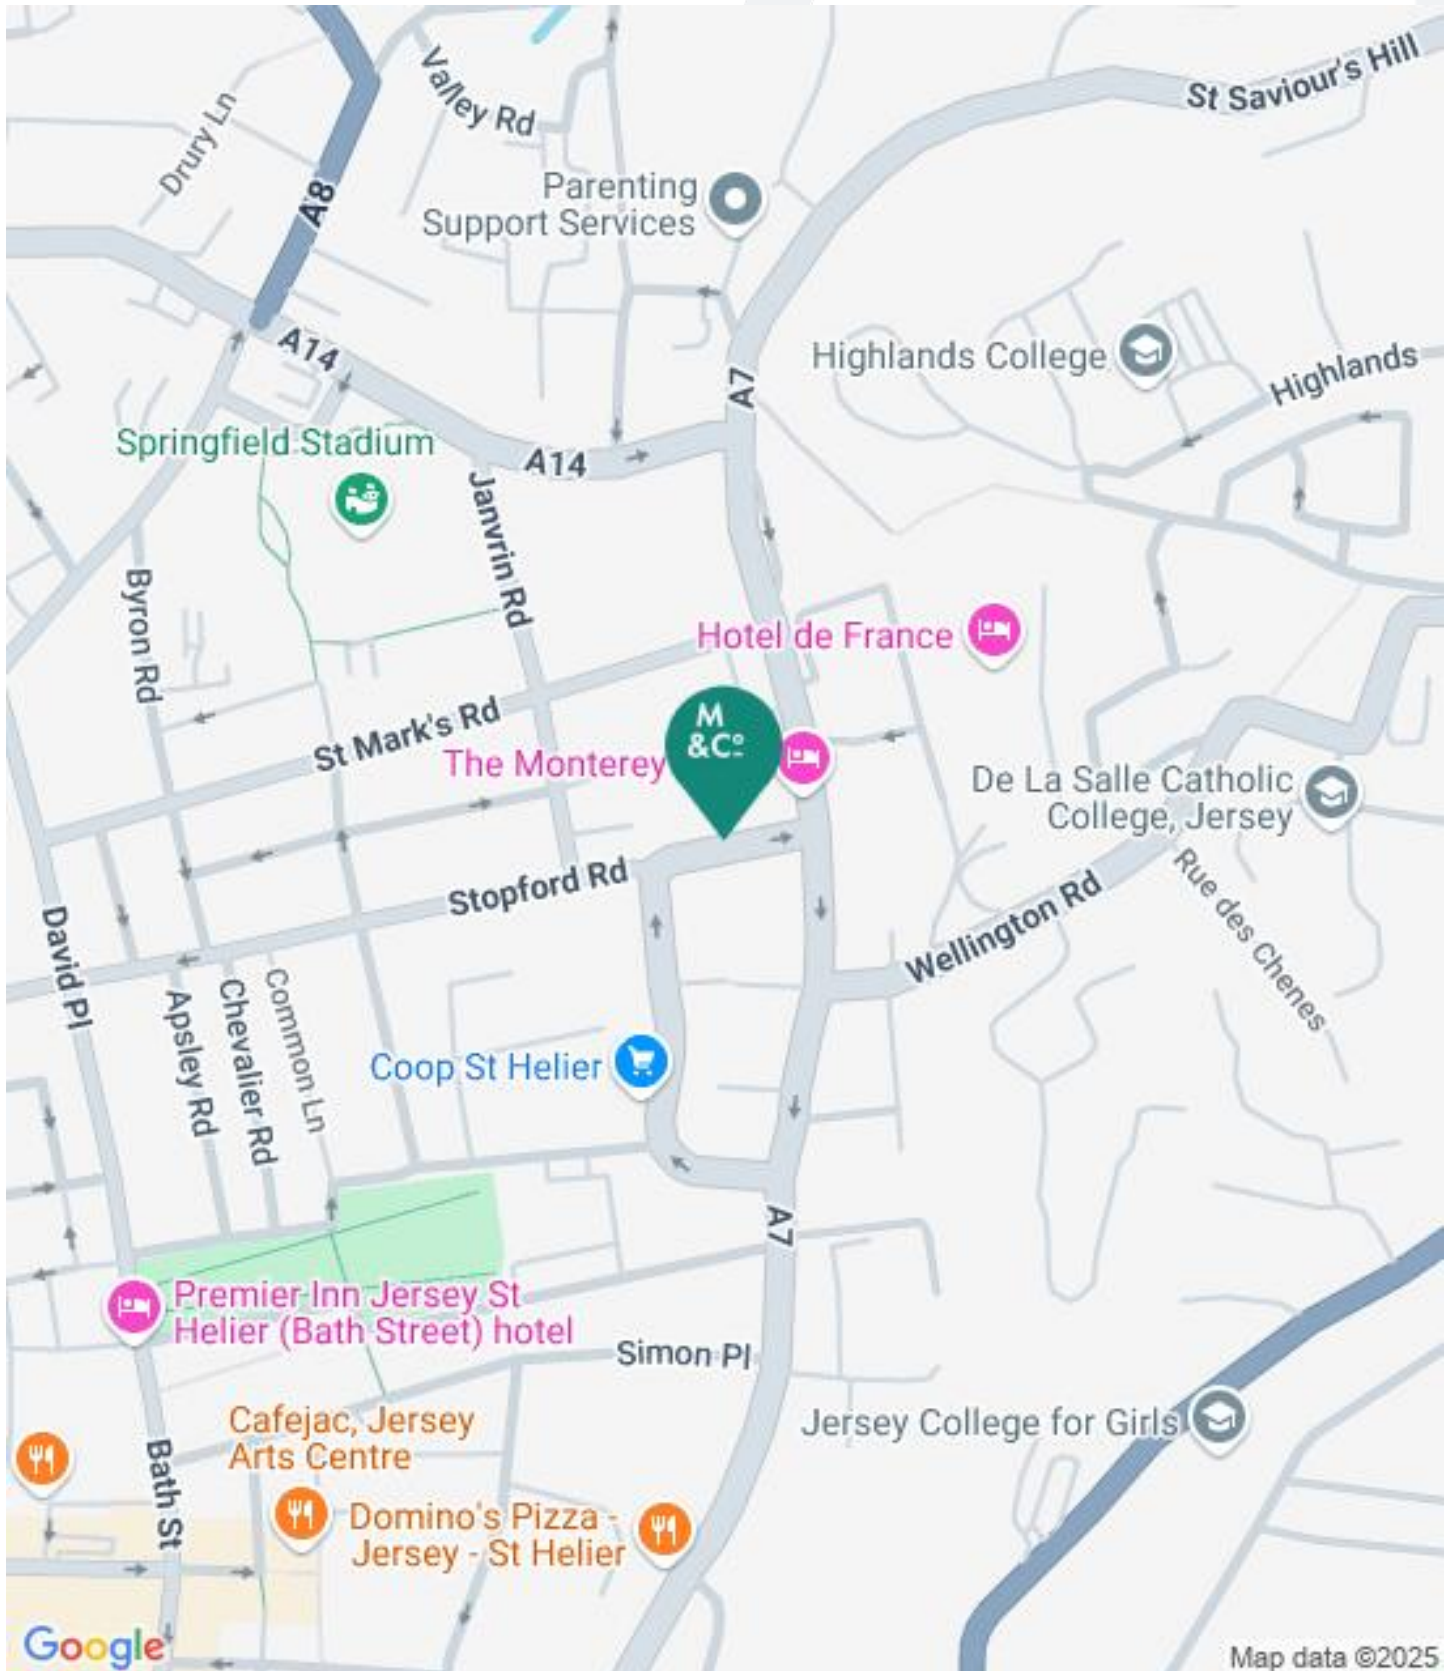 Valley Rd
St Saviour's Hill
Drury Ln
A8
Parenting
Support Services
A14
A7
Highlands College
Highlands
Springfield Stadium
A14
Janvrin Rd
Byron Rd
Hotel de France
St Mark's Rd
M
&Co
The Monterey
De La Salle Catholic
College, Jersey
Stopford Rd
Rue des Chenes
Wellington Rd
David Pl
Apsley Rd
Chevalier Rd
Common Ln
Coop St Helier
A7
Premier Inn Jersey St
Helier (Bath Street) hotel
Simon Pl
Cafejac, Jersey
Arts Centre
Jersey College for Girls
Bath St
Domino's Pizza -
Jersey - St Helier
Google
Map data ©2025